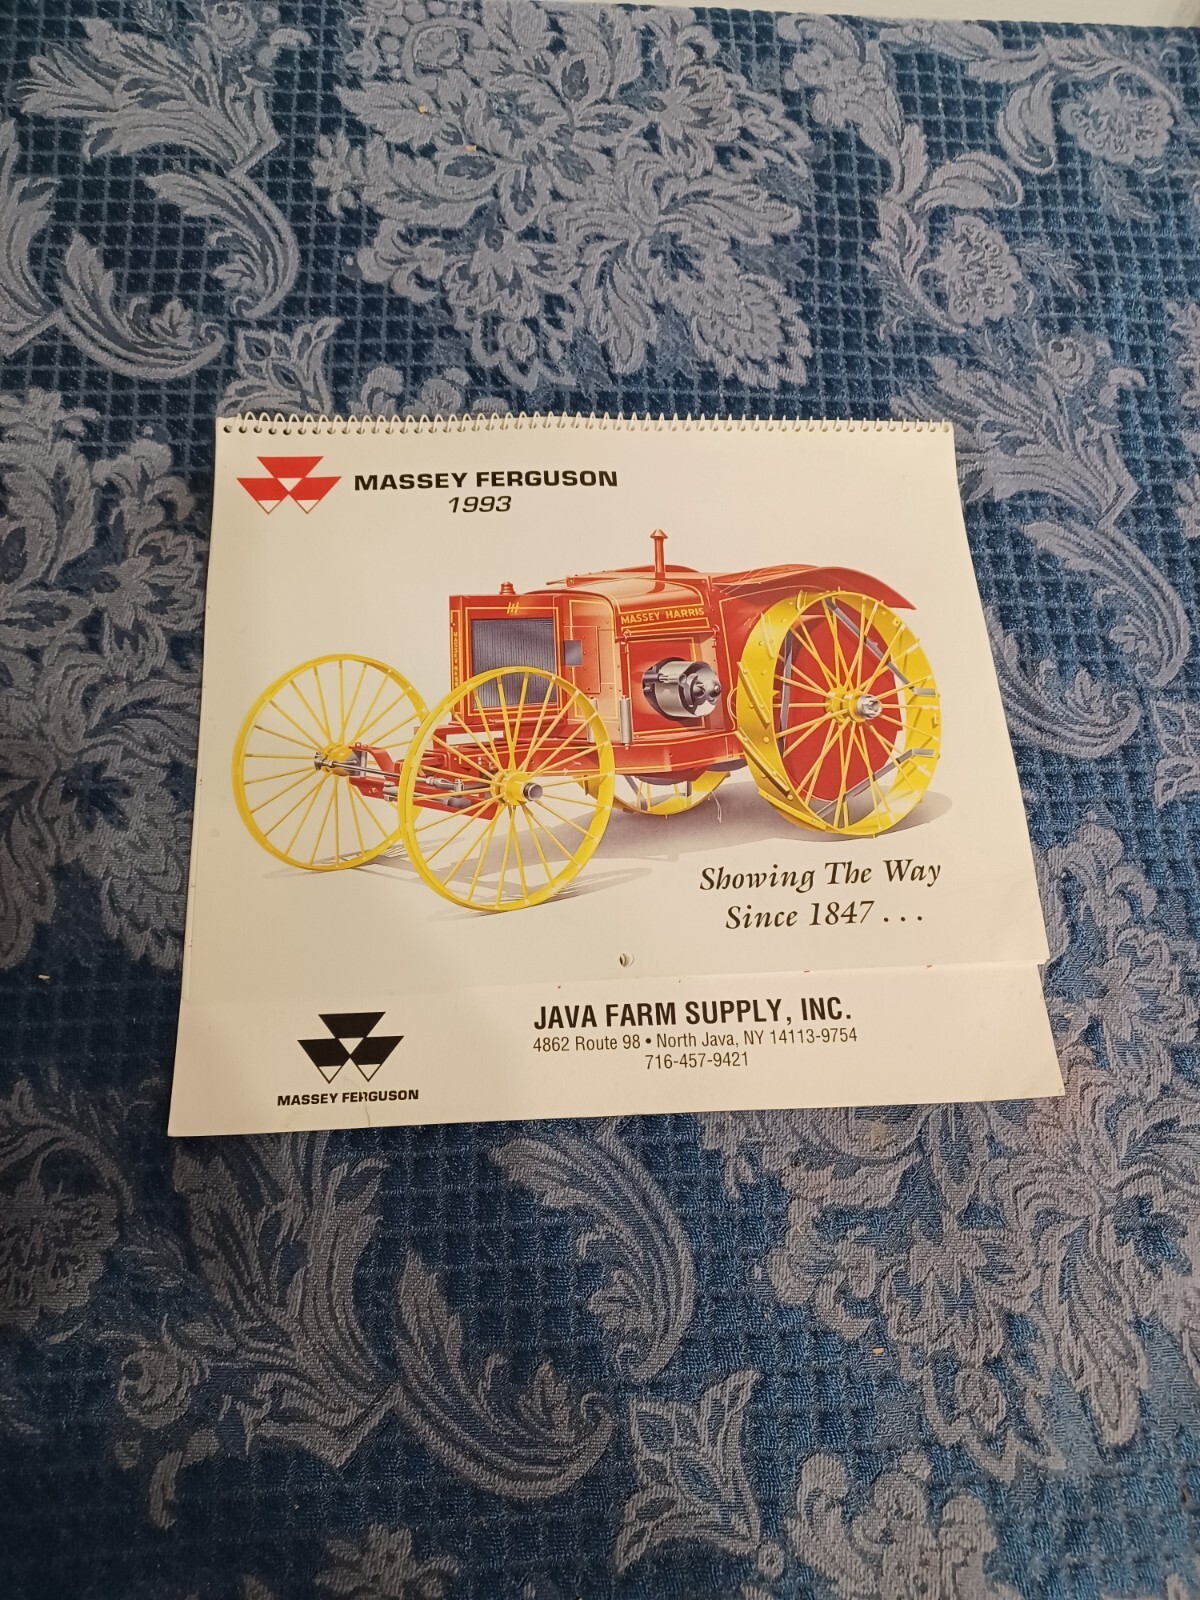 MASSEY FERGUSON
1993
MASSEY HARRIS
Showing The Way
Since 1847 . . .
JAVA FARM SUPPLY, INC.
4862 Route 98 • North Java, NY 14113-9754
716-457-9421
MASSEY FERGUSON